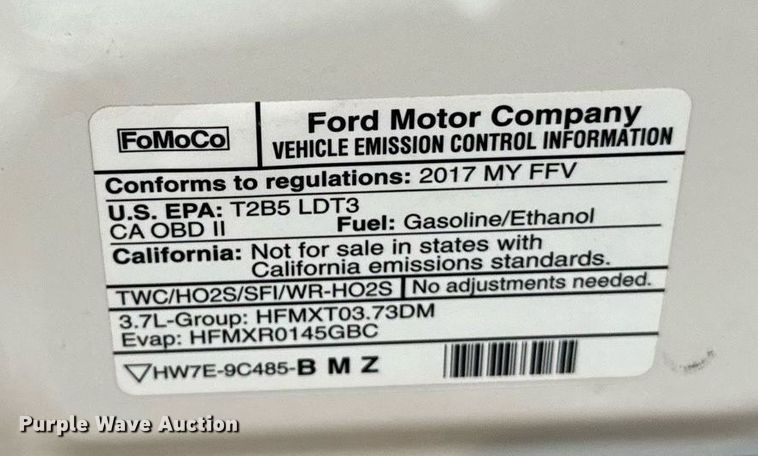 FoMoCo
Ford Motor Company
VEHICLE EMISSION CONTROL INFORMATION
Conforms to regulations: 2017 MY FFV
U.S. EPA: T2B5 LDT3
CA OBD II Fuel: Gasoline/Ethanol
California: Not for sale in states with
California emissions standards.
TWC/HO2S/SFI/WR-HO2S No adjustments needed.
3.7L-Group: HFMXT03.73DM
Evap: HFMXR0145GBC
HW7E-9C485-B M Z
Purple Wave Auction